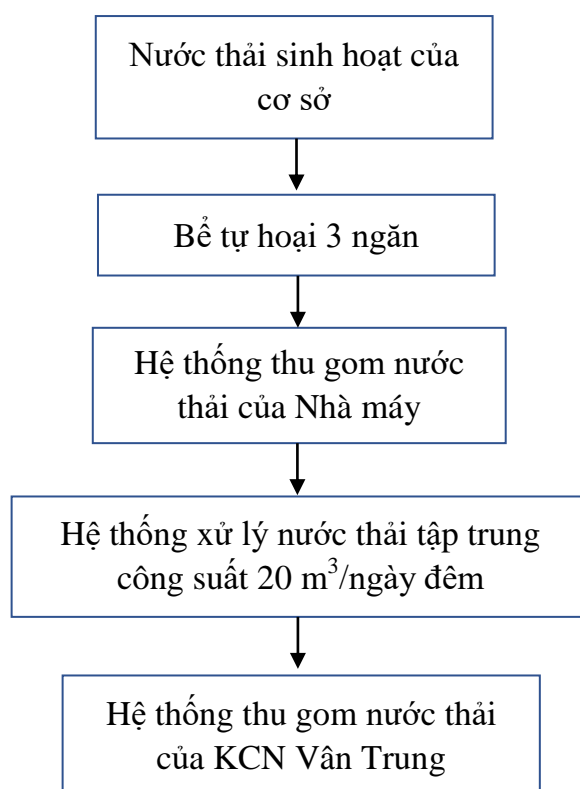 Nước thải sinh hoạt của
cơ sở
Bể tự hoại 3 ngăn
Hệ thống thu gom nước
thải của Nhà máy
Hệ thống xử lý nước thải tập trung
công suất 20 m³/ngày đêm
Hệ thống thu gom nước thải
của KCN Vân Trung